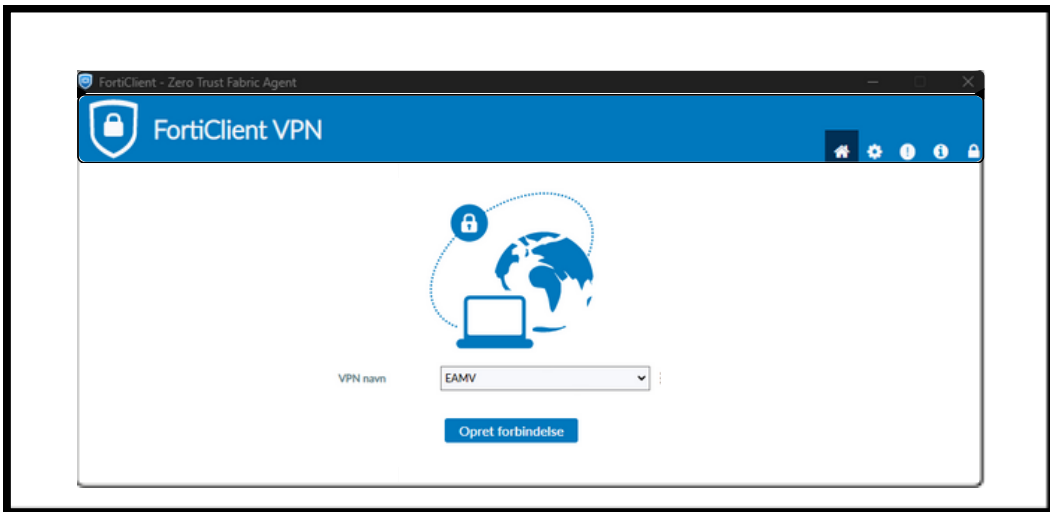 FortiClient - Zero Trust Fabric Agent
FortiClient VPN
VPN navn EAMV
Opret forbindelse